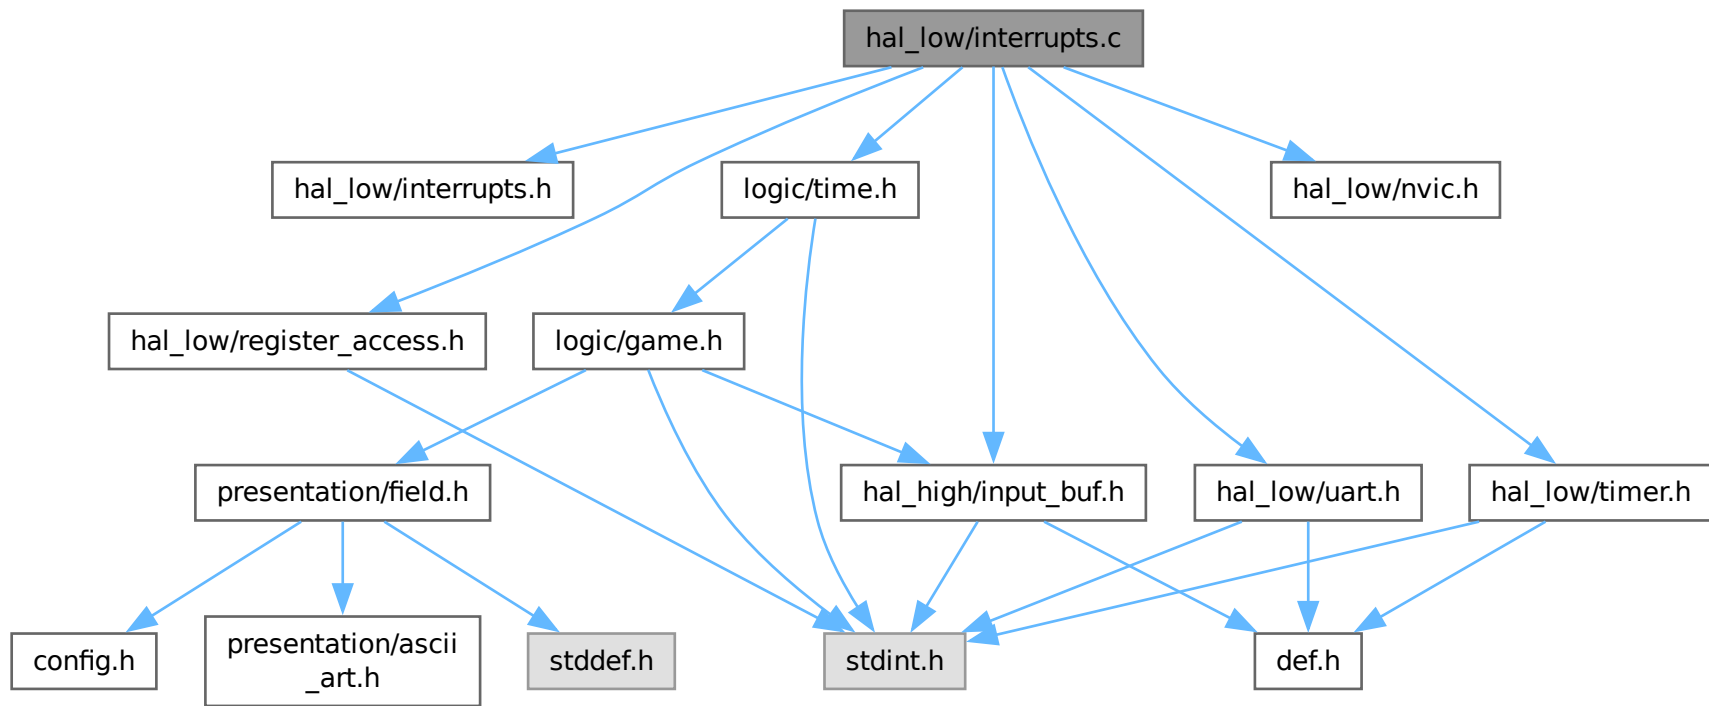 hal_low/interrupts.c
hal_low/interrupts.h
logic/time.h
hal_low/nvic.h
hal_low/register_access.h
logic/game.h
presentation/field.h
hal_high/input_buf.h
hal_low/uart.h
hal_low/timer.h
config.h
presentation/ascii
_art.h
stddef.h
stdint.h
def.h